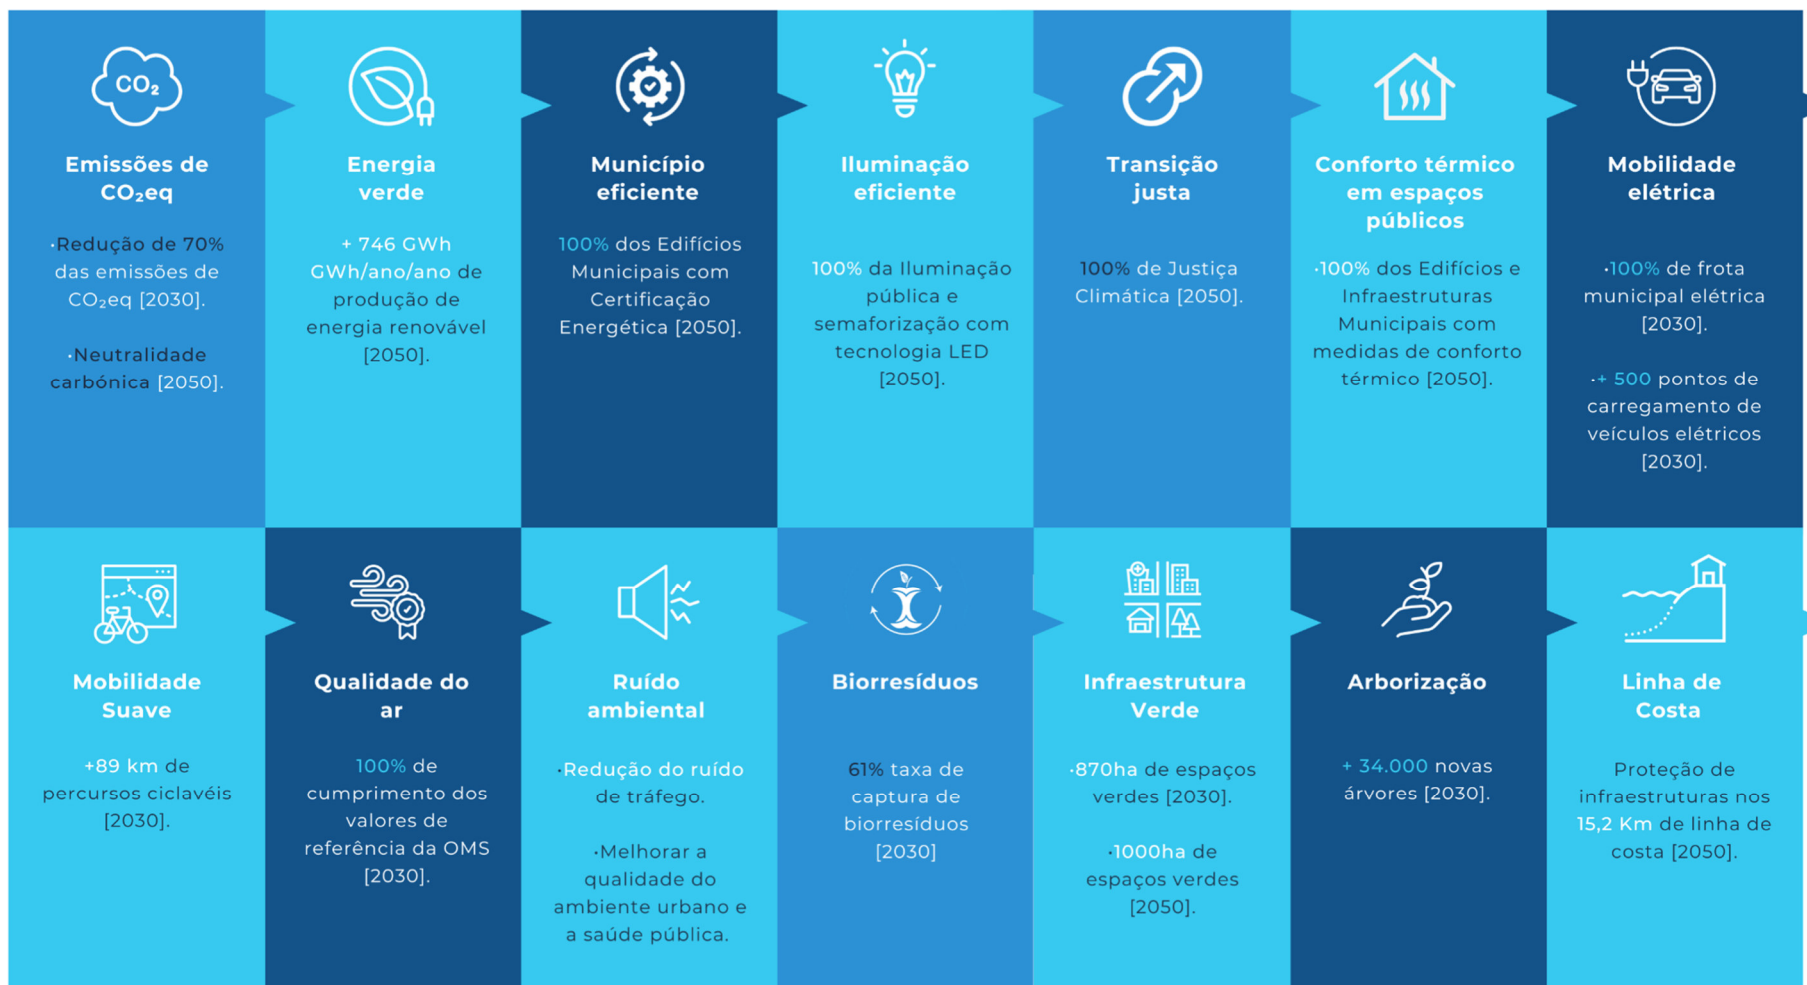 CO₂
Emissões de
CO₂eq
·Redução de 70%
das emissões de
CO₂eq [2030].
·Neutralidade
carbónica [2050].
Energia
verde
+ 746 GWh
GWh/ano/ano de
produção de
energia renovável
[2050].
Município
eficiente
100% dos Edifícios
Municipais com
Certificação
Energética [2050].
Iluminação
eficiente
100% da Iluminação
pública e
semaforização com
tecnologia LED
[2050].
Transição
justa
100% de Justiça
Climática [2050].
Conforto térmico
em espaços
públicos
·100% dos Edifícios e
Infraestruturas
Municipais com
medidas de conforto
térmico [2050].
Mobilidade
elétrica
·100% de frota
municipal elétrica
[2030].
·+ 500 pontos de
carregamento de
veículos elétricos
[2030].
Mobilidade
Suave
+89 km de
percursos ciclavéis
[2030].
Qualidade do
ar
100% de
cumprimento dos
valores de
referência da OMS
[2030].
Ruído
ambiental
·Redução do ruído
de tráfego.
·Melhorar a
qualidade do
ambiente urbano e
a saúde pública.
Biorresíduos
61% taxa de
captura de
biorresíduos
[2030]
Infraestrutura
Verde
·870ha de espaços
verdes [2030].
·1000ha de
espaços verdes
[2050].
Arborização
+ 34.000 novas
árvores [2030].
Linha de
Costa
Proteção de
infraestruturas nos
15,2 Km de linha de
costa [2050].